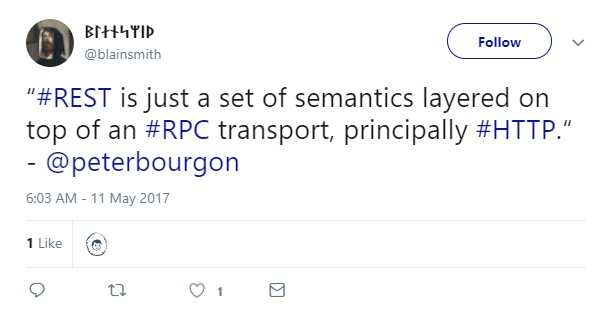 ᛒᛚᛅᛁᚾᛋᛘᛁᚦ
@blainsmith
Follow
“#REST is just a set of semantics layered on
top of an #RPC transport, principally #HTTP.“
- @peterbourgon
6:03 AM - 11 May 2017
1 Like
1